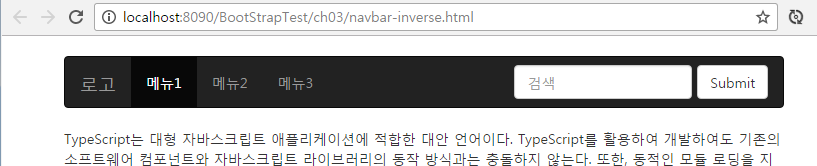 localhost:8090/BootStrapTest/ch03/navbar-inverse.html
로고 메뉴1 메뉴2 메뉴3 검색 Submit
TypeScript는 대형 자바스크립트 애플리케이션에 적합한 대안 언어이다. TypeScript를 활용하여 개발하여도 기존의
소프트웨어 컴포넌트와 자바스크립트 라이브러리의 동작 방식과는 충돌하지 않는다. 또한, 동적인 모듈 로딩을 지